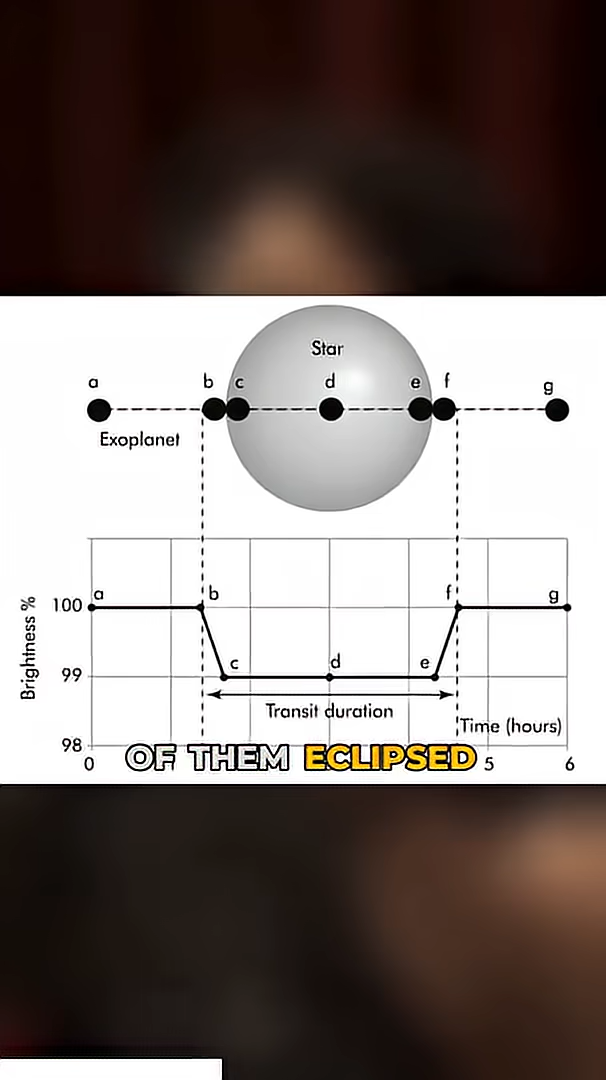 Star
a b c d e f g
Exoplanet
a b f g
100
c d e
99
Brightness %
Transit duration
Time (hours)
98
0 5 6
OF THEM ECLIPSED